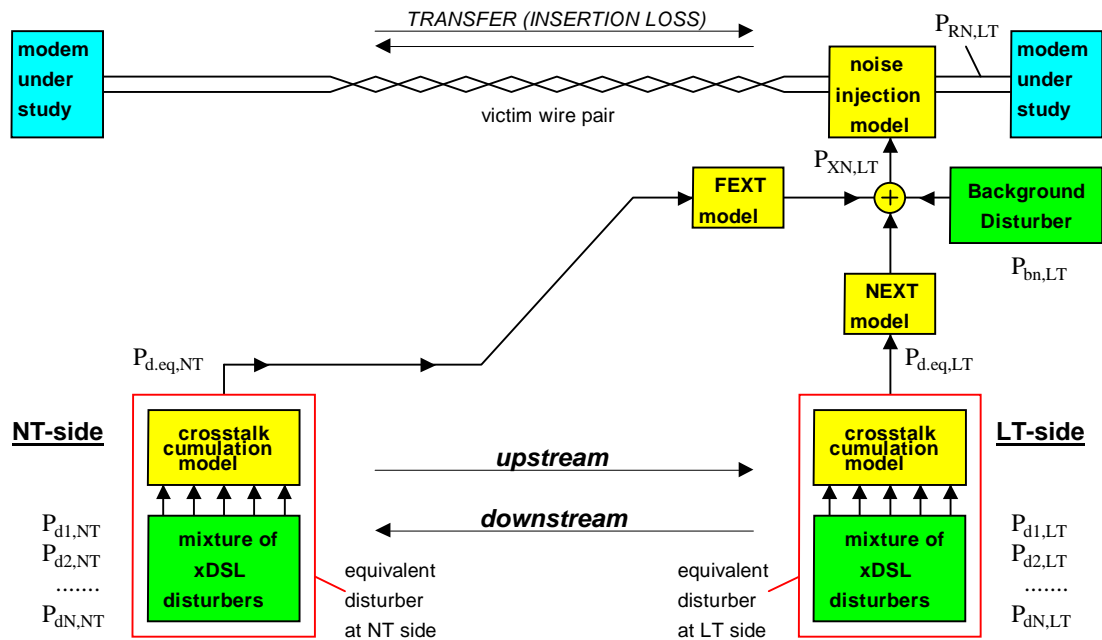 TRANSFER (INSERTION LOSS)
modem
under
study
victim wire pair
noise
injection
model
P_RN,LT
modem
under
study
P_XN,LT
FEXT
model
+
Background
Disturber
P_bn,LT
NEXT
model
P_d.eq,NT
P_d.eq,LT
NT-side
crosstalk
cumulation
model
upstream
crosstalk
cumulation
model
LT-side
downstream
P_d1,NT
P_d2,NT
.......
P_dN,NT
mixture of
xDSL
disturbers
equivalent
disturber
at NT side
equivalent
disturber
at LT side
mixture of
xDSL
disturbers
P_d1,LT
P_d2,LT
.......
P_dN,LT